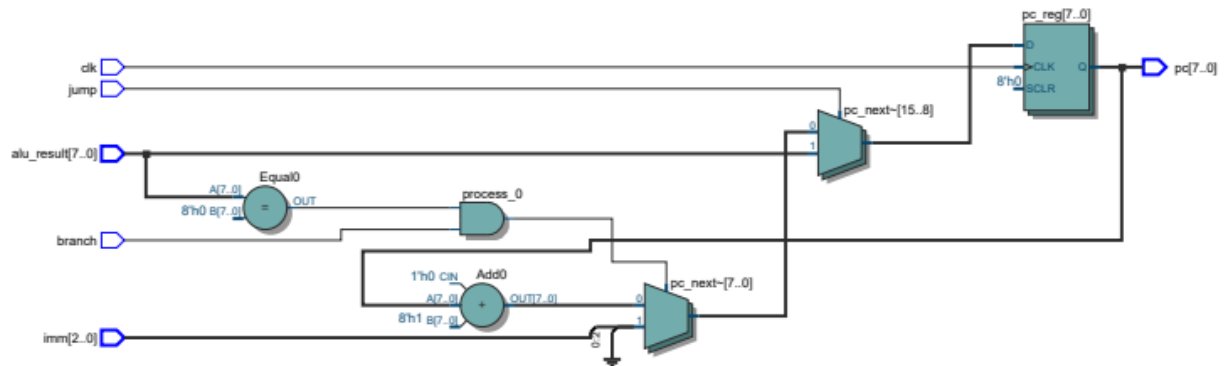 pc_reg[7..0]
D
clk
CLK
Q
pc[7..0]
jump
8'h0
SCLR
pc_next~[15..8]
0
alu_result[7..0]
1
Equal0
A[7..0]
process_0
=
OUT
8'h0 B[7..0]
branch
1'h0 CIN
Add0
pc_next~[7..0]
A[7..0]
+
OUT[7..0]
0
8'h1 B[7..0]
1
imm[2..0]
0:2